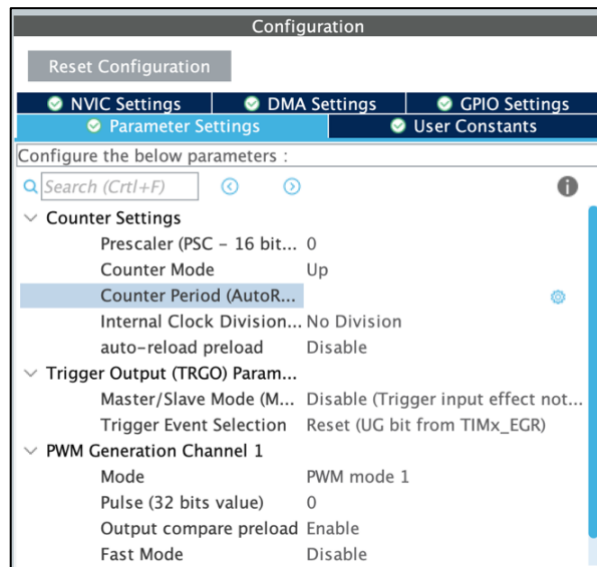 Configuration
Reset Configuration
NVIC Settings DMA Settings GPIO Settings
Parameter Settings User Constants
Configure the below parameters :
Search (Crtl+F)
Counter Settings
Prescaler (PSC - 16 bit... 0
Counter Mode Up
Counter Period (AutoR...
Internal Clock Division... No Division
auto-reload preload Disable
Trigger Output (TRGO) Param...
Master/Slave Mode (M... Disable (Trigger input effect not...
Trigger Event Selection Reset (UG bit from TIMx_EGR)
PWM Generation Channel 1
Mode PWM mode 1
Pulse (32 bits value) 0
Output compare preload Enable
Fast Mode Disable